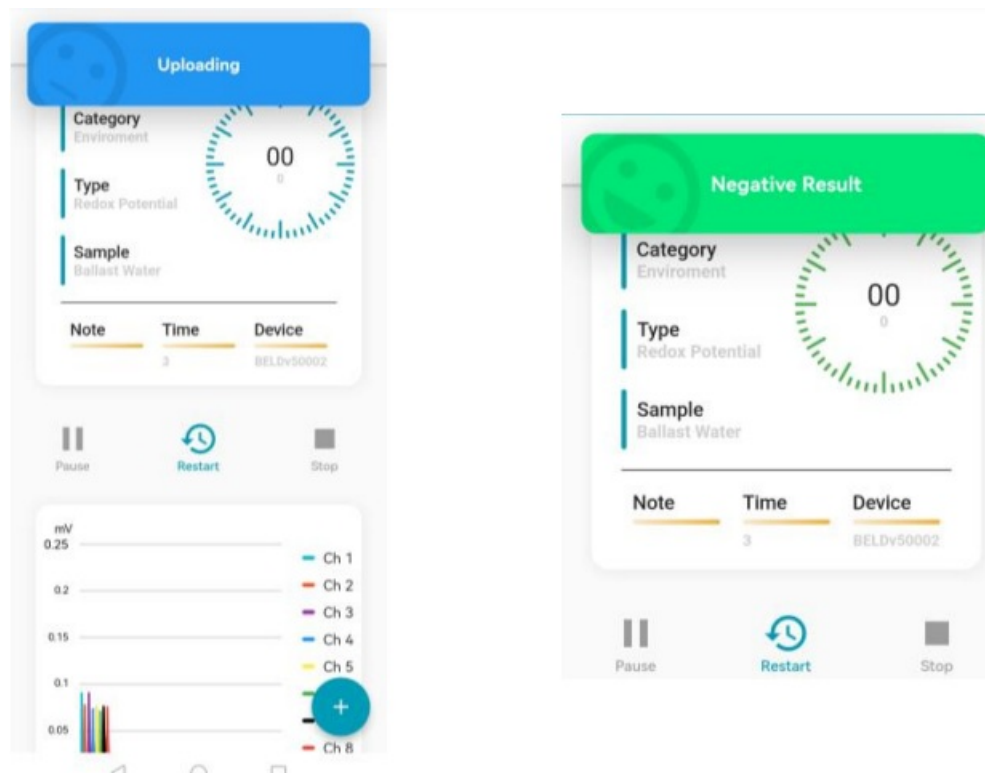 Uploading
Category
Enviroment
00
0
Type
Redox Potential
Sample
Ballast Water
Note Time Device
3 BELDv50002
Pause Restart Stop
mV
0.25
Ch 1
0.2
Ch 2
Ch 3
0.15
Ch 4
Ch 5
0.1
+
0.05
Ch 8
Negative Result
Category
Enviroment
00
0
Type
Redox Potential
Sample
Ballast Water
Note Time Device
3 BELDv50002
Pause Restart Stop